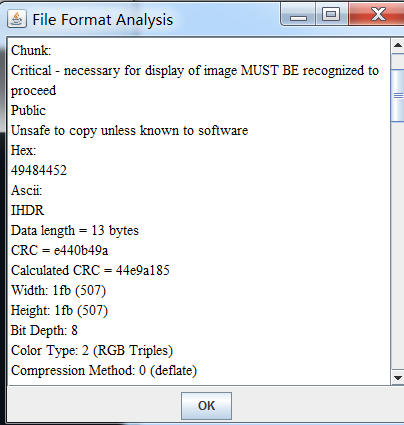 File Format Analysis
Chunk:
Critical - necessary for display of image MUST BE recognized to
proceed
Public
Unsafe to copy unless known to software
Hex:
49484452
Ascii:
IHDR
Data length = 13 bytes
CRC = e440b49a
Calculated CRC = 44e9a185
Width: 1fb (507)
Height: 1fb (507)
Bit Depth: 8
Color Type: 2 (RGB Triples)
Compression Method: 0 (deflate)
OK